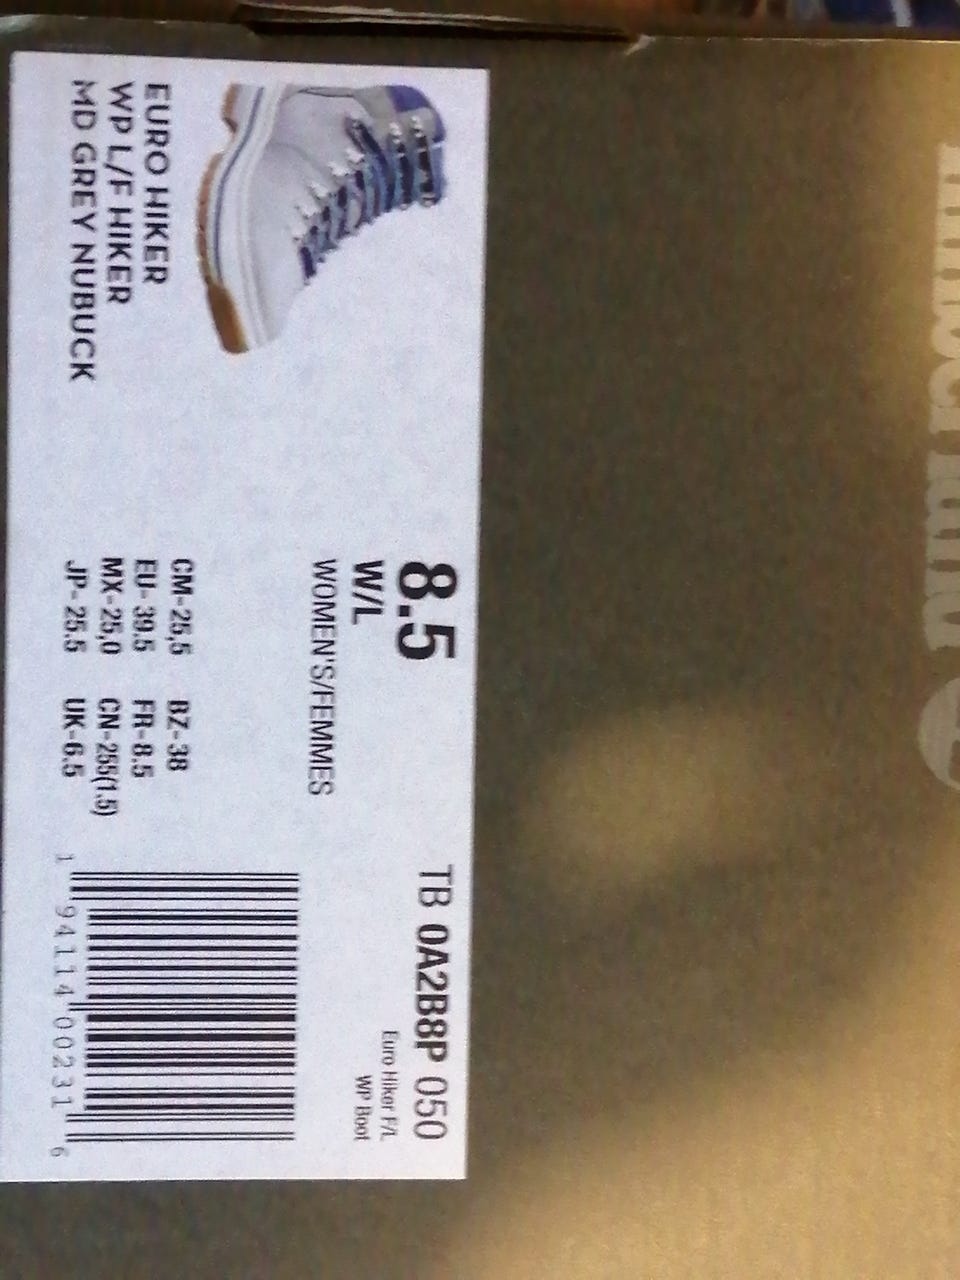 Timberland
8.5
W/L
WOMEN'S/FEMMES
TB 0A2B8P 050
Euro Hiker F/L
WP Boot
EURO HIKER
WP L/F HIKER
MD GREY NUBUCK
CM-25,5 BZ-38
EU-39.5 FR-8.5
MX-25,0 CN-255(1.5)
JP-25.5 UK-6.5
1 94114 00231 6